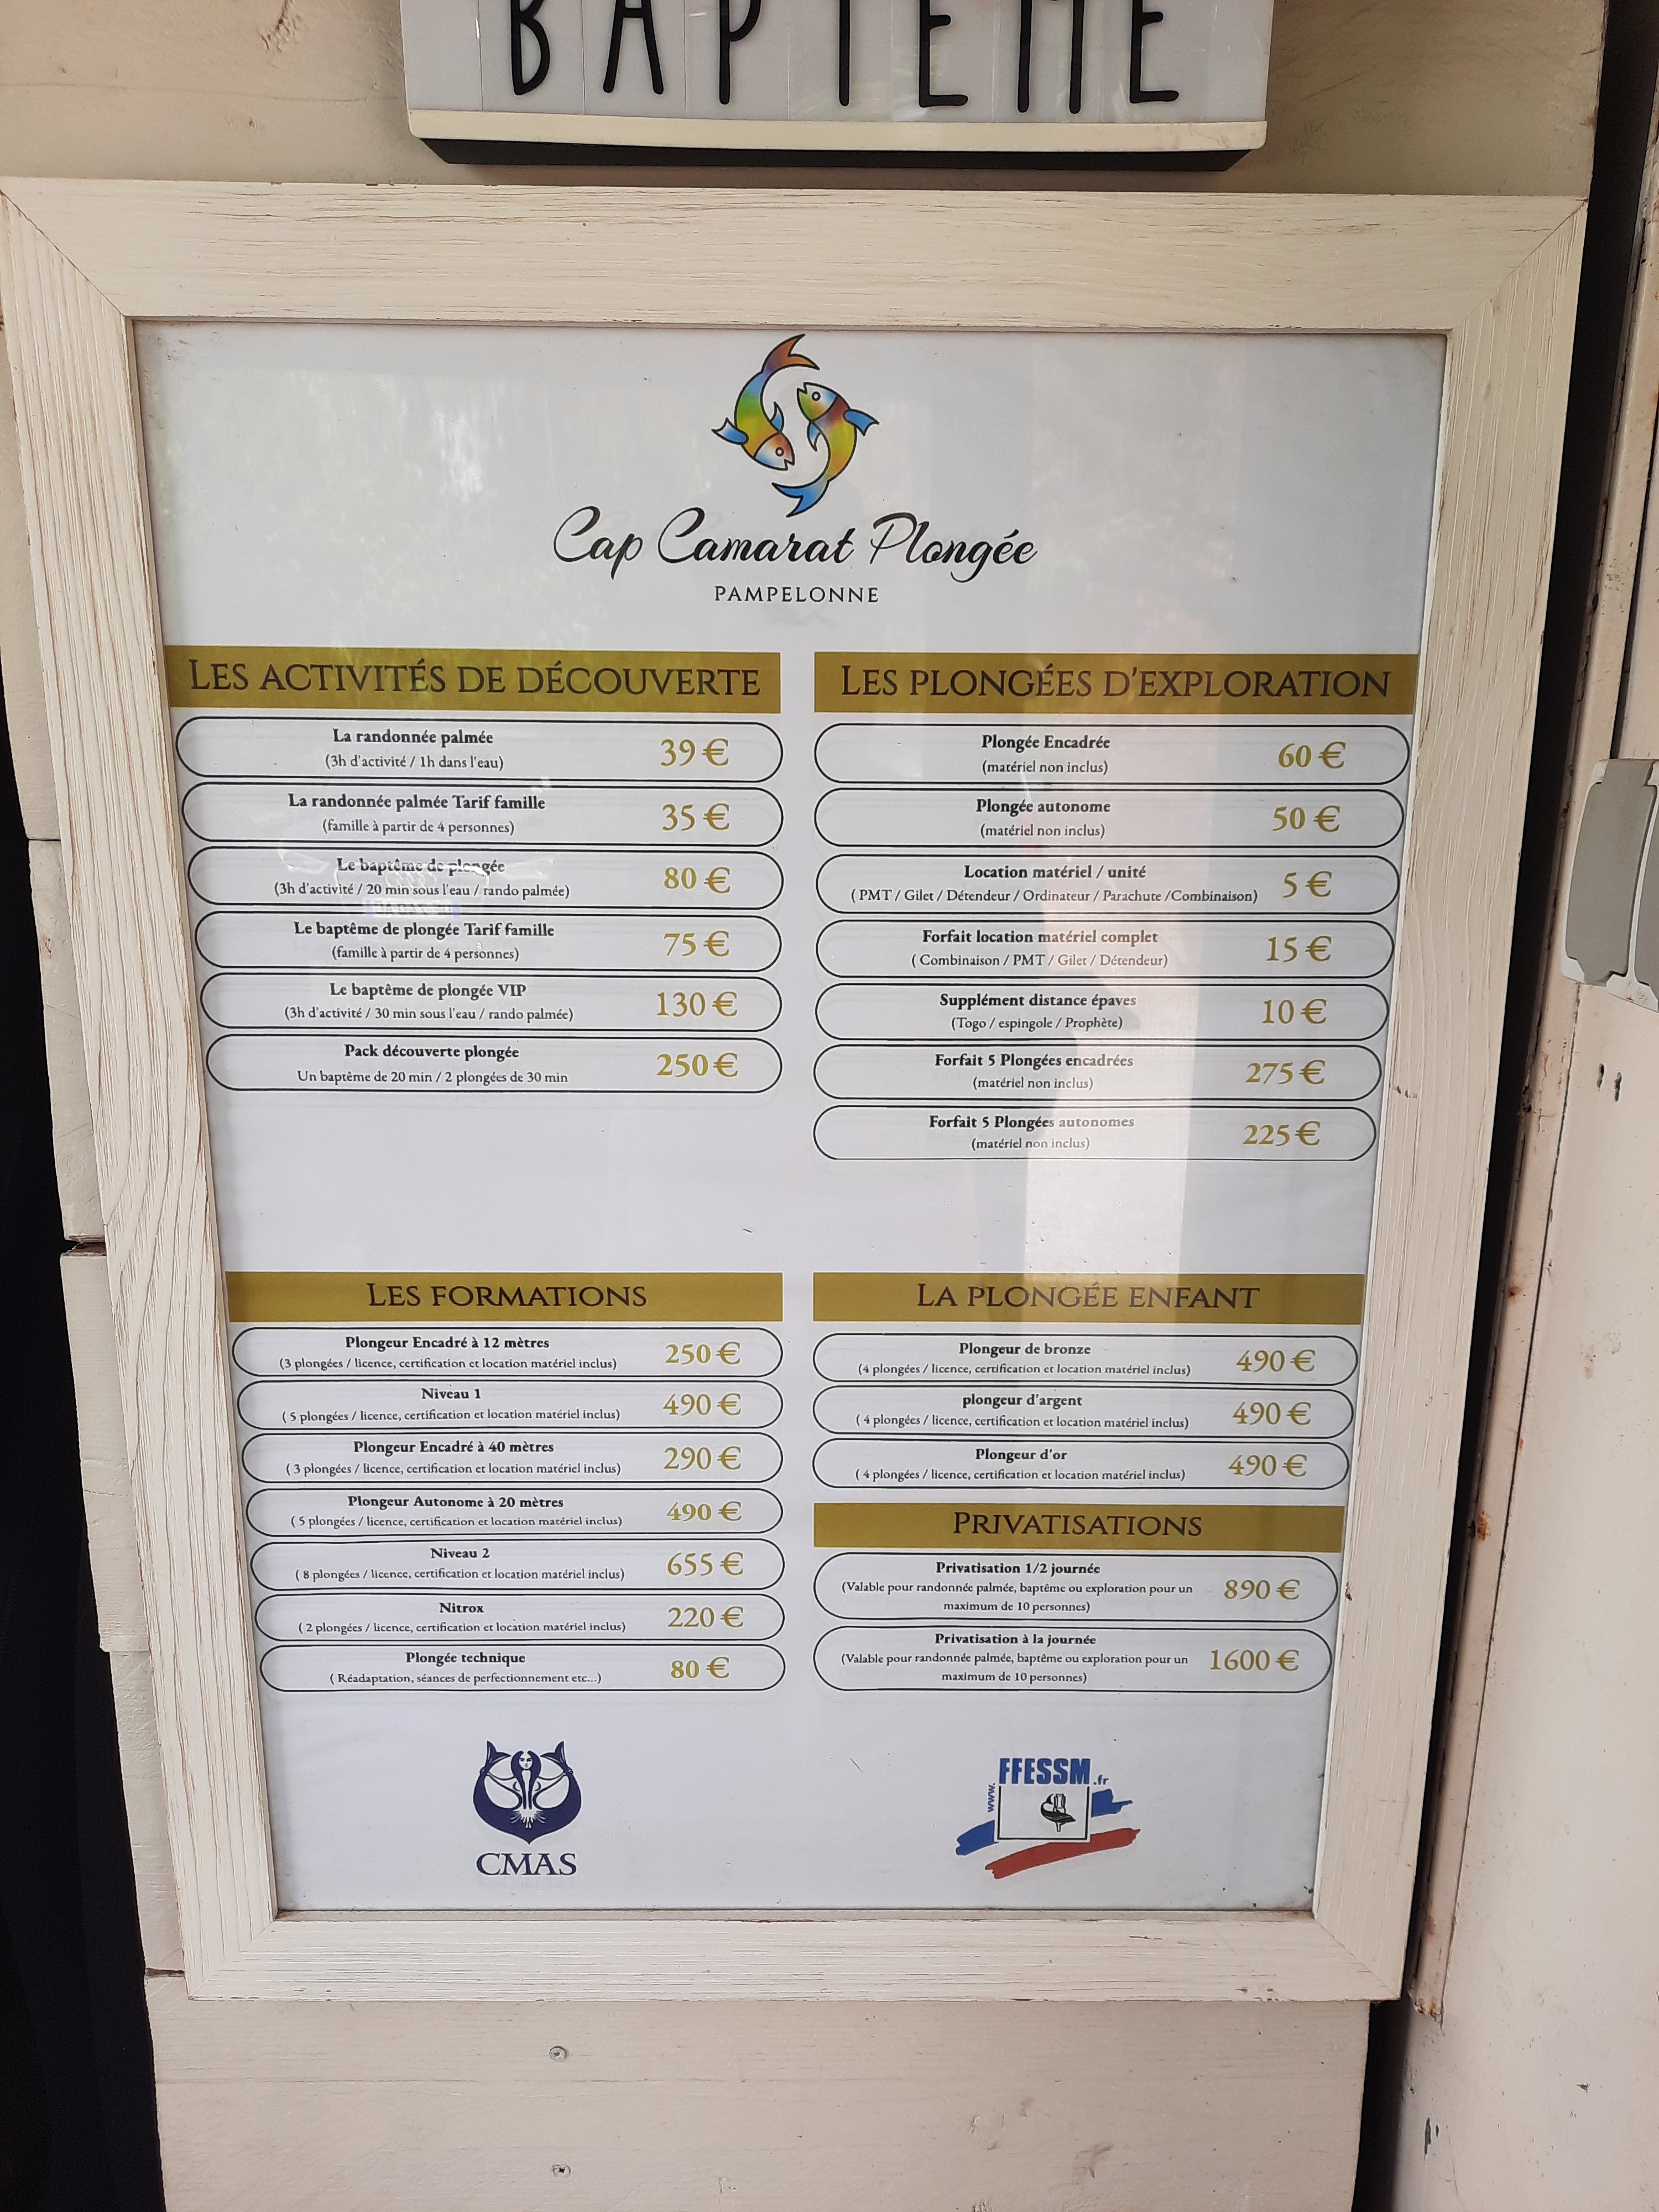 BAPTEME
Cap Camarat Plongée
PAMPELONNE
LES ACTIVITÉS DE DÉCOUVERTE
La randonnée palmée
(3h d'activité / 1h dans l'eau)
39 €
La randonnée palmée Tarif famille
(famille à partir de 4 personnes)
35 €
Le baptême de plongée
(3h d'activité / 20 min sous l'eau / rando palmée)
80 €
Le baptême de plongée Tarif famille
(famille à partir de 4 personnes)
75 €
Le baptême de plongée VIP
(3h d'activité / 30 min sous l'eau / rando palmée)
130 €
Pack découverte plongée
Un baptême de 20 min / 2 plongées de 30 min
250 €
LES PLONGÉES D'EXPLORATION
Plongée Encadrée
(matériel non inclus)
60 €
Plongée autonome
(matériel non inclus)
50 €
Location matériel / unité
( PMT / Gilet / Détendeur / Ordinateur / Parachute /Combinaison)
5 €
Forfait location matériel complet
( Combinaison / PMT / Gilet / Détendeur)
15 €
Supplément distance épaves
(Togo / espingole / Prophète)
10 €
Forfait 5 Plongées encadrées
(matériel non inclus)
275 €
Forfait 5 Plongées autonomes
(matériel non inclus)
225 €
LES FORMATIONS
Plongeur Encadré à 12 mètres
(3 plongées / licence, certification et location matériel inclus)
250 €
Niveau 1
( 5 plongées / licence, certification et location matériel inclus)
490 €
Plongeur Encadré à 40 mètres
( 3 plongées / licence, certification et location matériel inclus)
290 €
Plongeur Autonome à 20 mètres
( 5 plongées / licence, certification et location matériel inclus)
490 €
Niveau 2
( 8 plongées / licence, certification et location matériel inclus)
655 €
Nitrox
( 2 plongées / licence, certification et location matériel inclus)
220 €
Plongée technique
( Réadaptation, séances de perfectionnement etc...)
80 €
LA PLONGÉE ENFANT
Plongeur de bronze
(4 plongées / licence, certification et location matériel inclus)
490 €
plongeur d'argent
( 4 plongées / licence, certification et location matériel inclus)
490 €
Plongeur d'or
( 4 plongées / licence, certification et location matériel inclus)
490 €
PRIVATISATIONS
Privatisation 1/2 journée
(Valable pour randonnée palmée, baptême ou exploration pour un
maximum de 10 personnes)
890 €
Privatisation à la journée
(Valable pour randonnée palmée, baptême ou exploration pour un
maximum de 10 personnes)
1600 €
CMAS
www.
FFESSM.fr